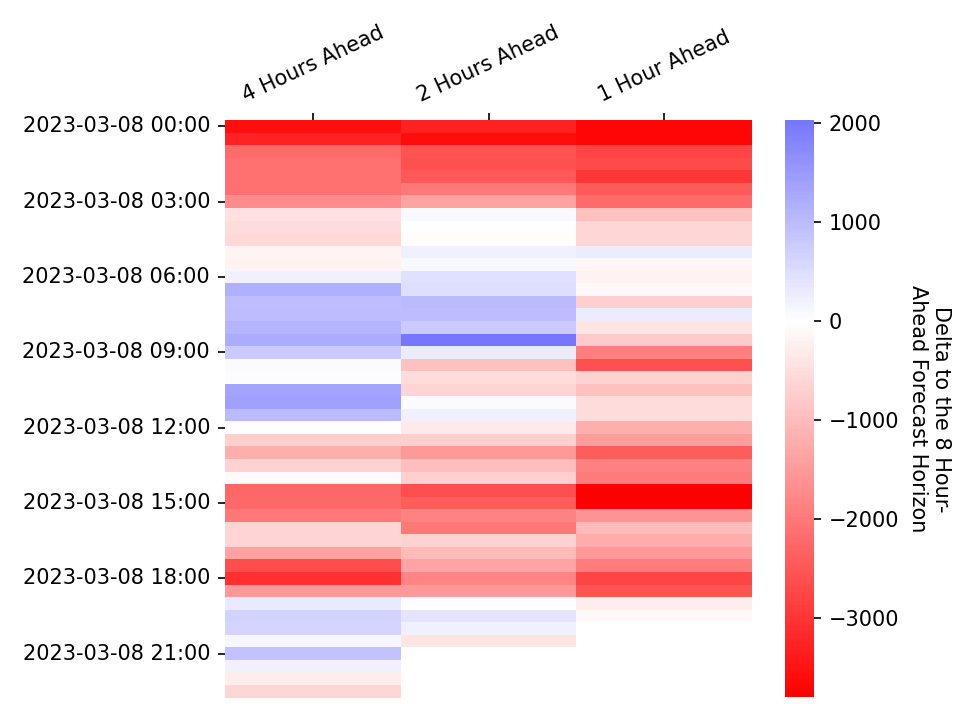 4 Hours Ahead
2 Hours Ahead
1 Hour Ahead
2023-03-08 00:00
2023-03-08 03:00
2023-03-08 06:00
2023-03-08 09:00
2023-03-08 12:00
2023-03-08 15:00
2023-03-08 18:00
2023-03-08 21:00
2000
1000
0
−1000
−2000
−3000
Delta to the 8 Hour-
Ahead Forecast Horizon